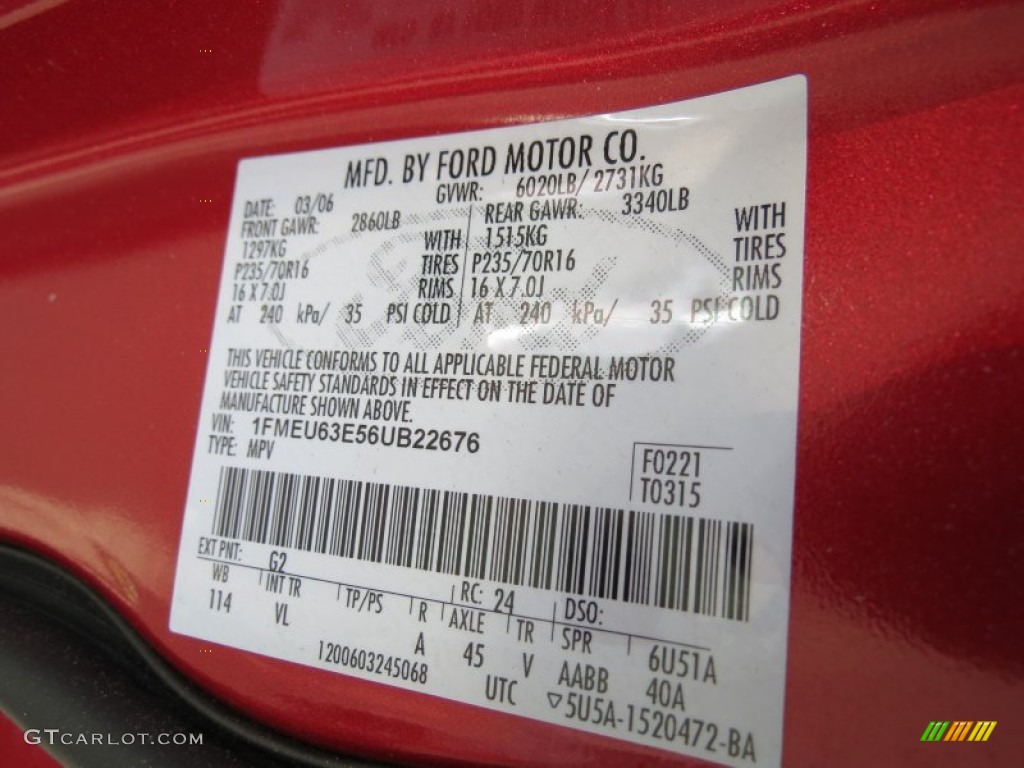 MFD. BY FORD MOTOR CO.
DATE: 03/06 GVWR: 6020LB/ 2731KG
FRONT GAWR: 2860LB REAR GAWR: 3340LB
1297KG WITH 1515KG WITH
P235/70R16 TIRES P235/70R16 TIRES
16 X 7.0J RIMS 16 X 7.0J RIMS
AT 240 kPa/ 35 PSI COLD AT 240 kPa/ 35 PSI COLD
THIS VEHICLE CONFORMS TO ALL APPLICABLE FEDERAL MOTOR
VEHICLE SAFETY STANDARDS IN EFFECT ON THE DATE OF
MANUFACTURE SHOWN ABOVE.
VIN: 1FMEU63E56UB22676
TYPE: MPV
F0221
T0315
EXT PNT: G2 RC: 24 DSO:
WB INT TR TP/PS R AXLE TR SPR 6U51A
114 VL A 45 V AABB 40A
1200603245068 UTC ▽5U5A-1520472-BA
GTCARLOT.COM